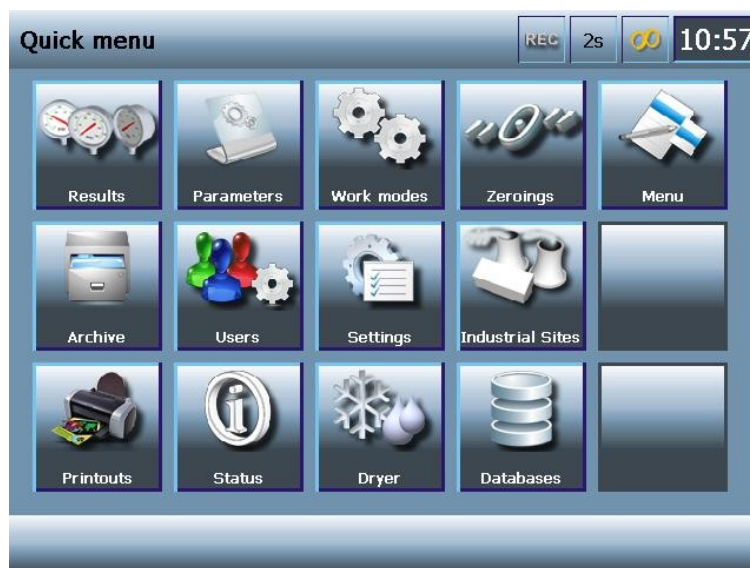 Quick menu REC 2s 10:57
Results Parameters Work modes Zeroings Menu
Archive Users Settings Industrial Sites
Printouts Status Dryer Databases